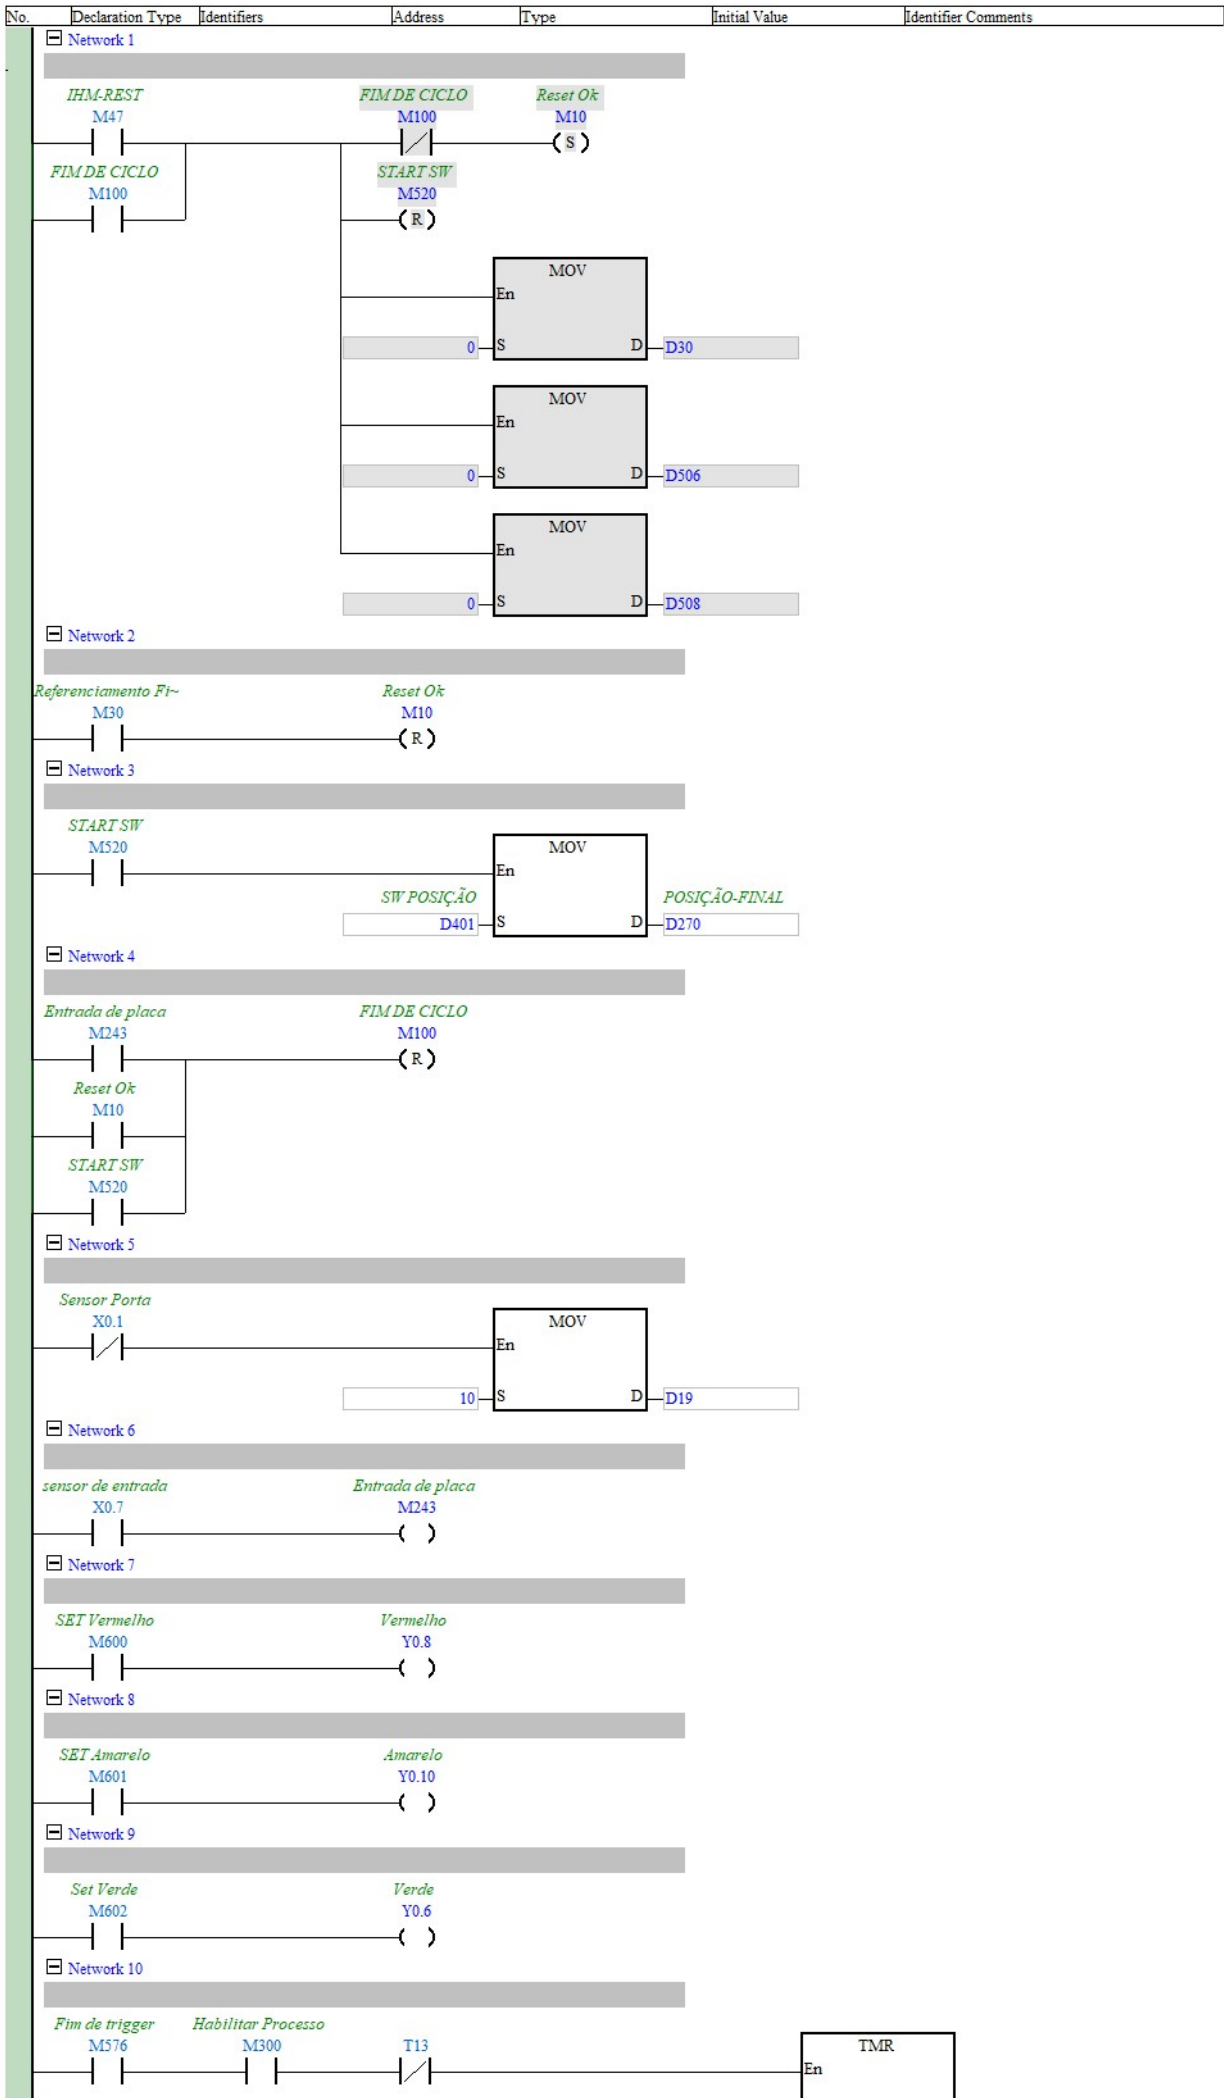 No. Declaration Type Identifiers Address Type Initial Value Identifier Comments
Network 1
IHM-REST FIM DE CICLO Reset Ok
M47 M100 M10
S
FIM DE CICLO START SW
M100 M520
R
MOV
En
0 S D D30
MOV
En
0 S D D506
MOV
En
0 S D D508
Network 2
Referenciamento Fi~ Reset Ok
M30 M10
R
Network 3
START SW
M520 MOV
En
SW POSIÇÃO POSIÇÃO-FINAL
D401 S D D270
Network 4
Entrada de placa FIM DE CICLO
M243 M100
R
Reset Ok
M10
START SW
M520
Network 5
Sensor Porta
X0.1 MOV
En
10 S D D19
Network 6
sensor de entrada Entrada de placa
X0.7 M243
Network 7
SET Vermelho Vermelho
M600 Y0.8
Network 8
SET Amarelo Amarelo
M601 Y0.10
Network 9
Set Verde Verde
M602 Y0.6
Network 10
Fim de trigger Habilitar Processo
M576 M300 T13 TMR
En